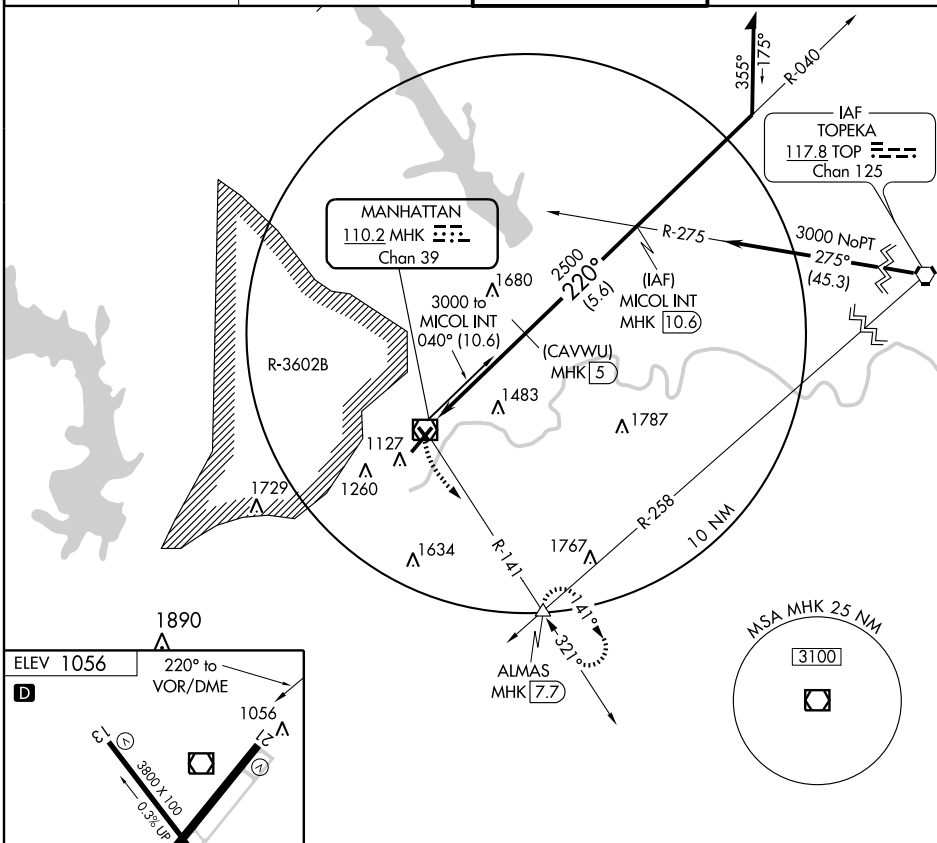 355°
←175°
R-040
IAF
TOPEKA
117.8 TOP
Chan 125
MANHATTAN
110.2 MHK
Chan 39
R-275
3000 NoPT
275°
(45.3)
2500
220°
(5.6)
(IAF)
MICOL INT
MHK 10.6
1680
3000 to
MICOL INT
040° (10.6)
R-3602B
(CAVWU)
MHK 5
1483
1787
1127
1260
1729
R-258
10 NM
R-141
1634
1767
141°
321°
1890
ALMAS
MHK 7.7
MSA MHK 25 NM
3100
ELEV 1056
D
220° to
VOR/DME
1056
13
V
21
V
3800 X 100
0.3% UP